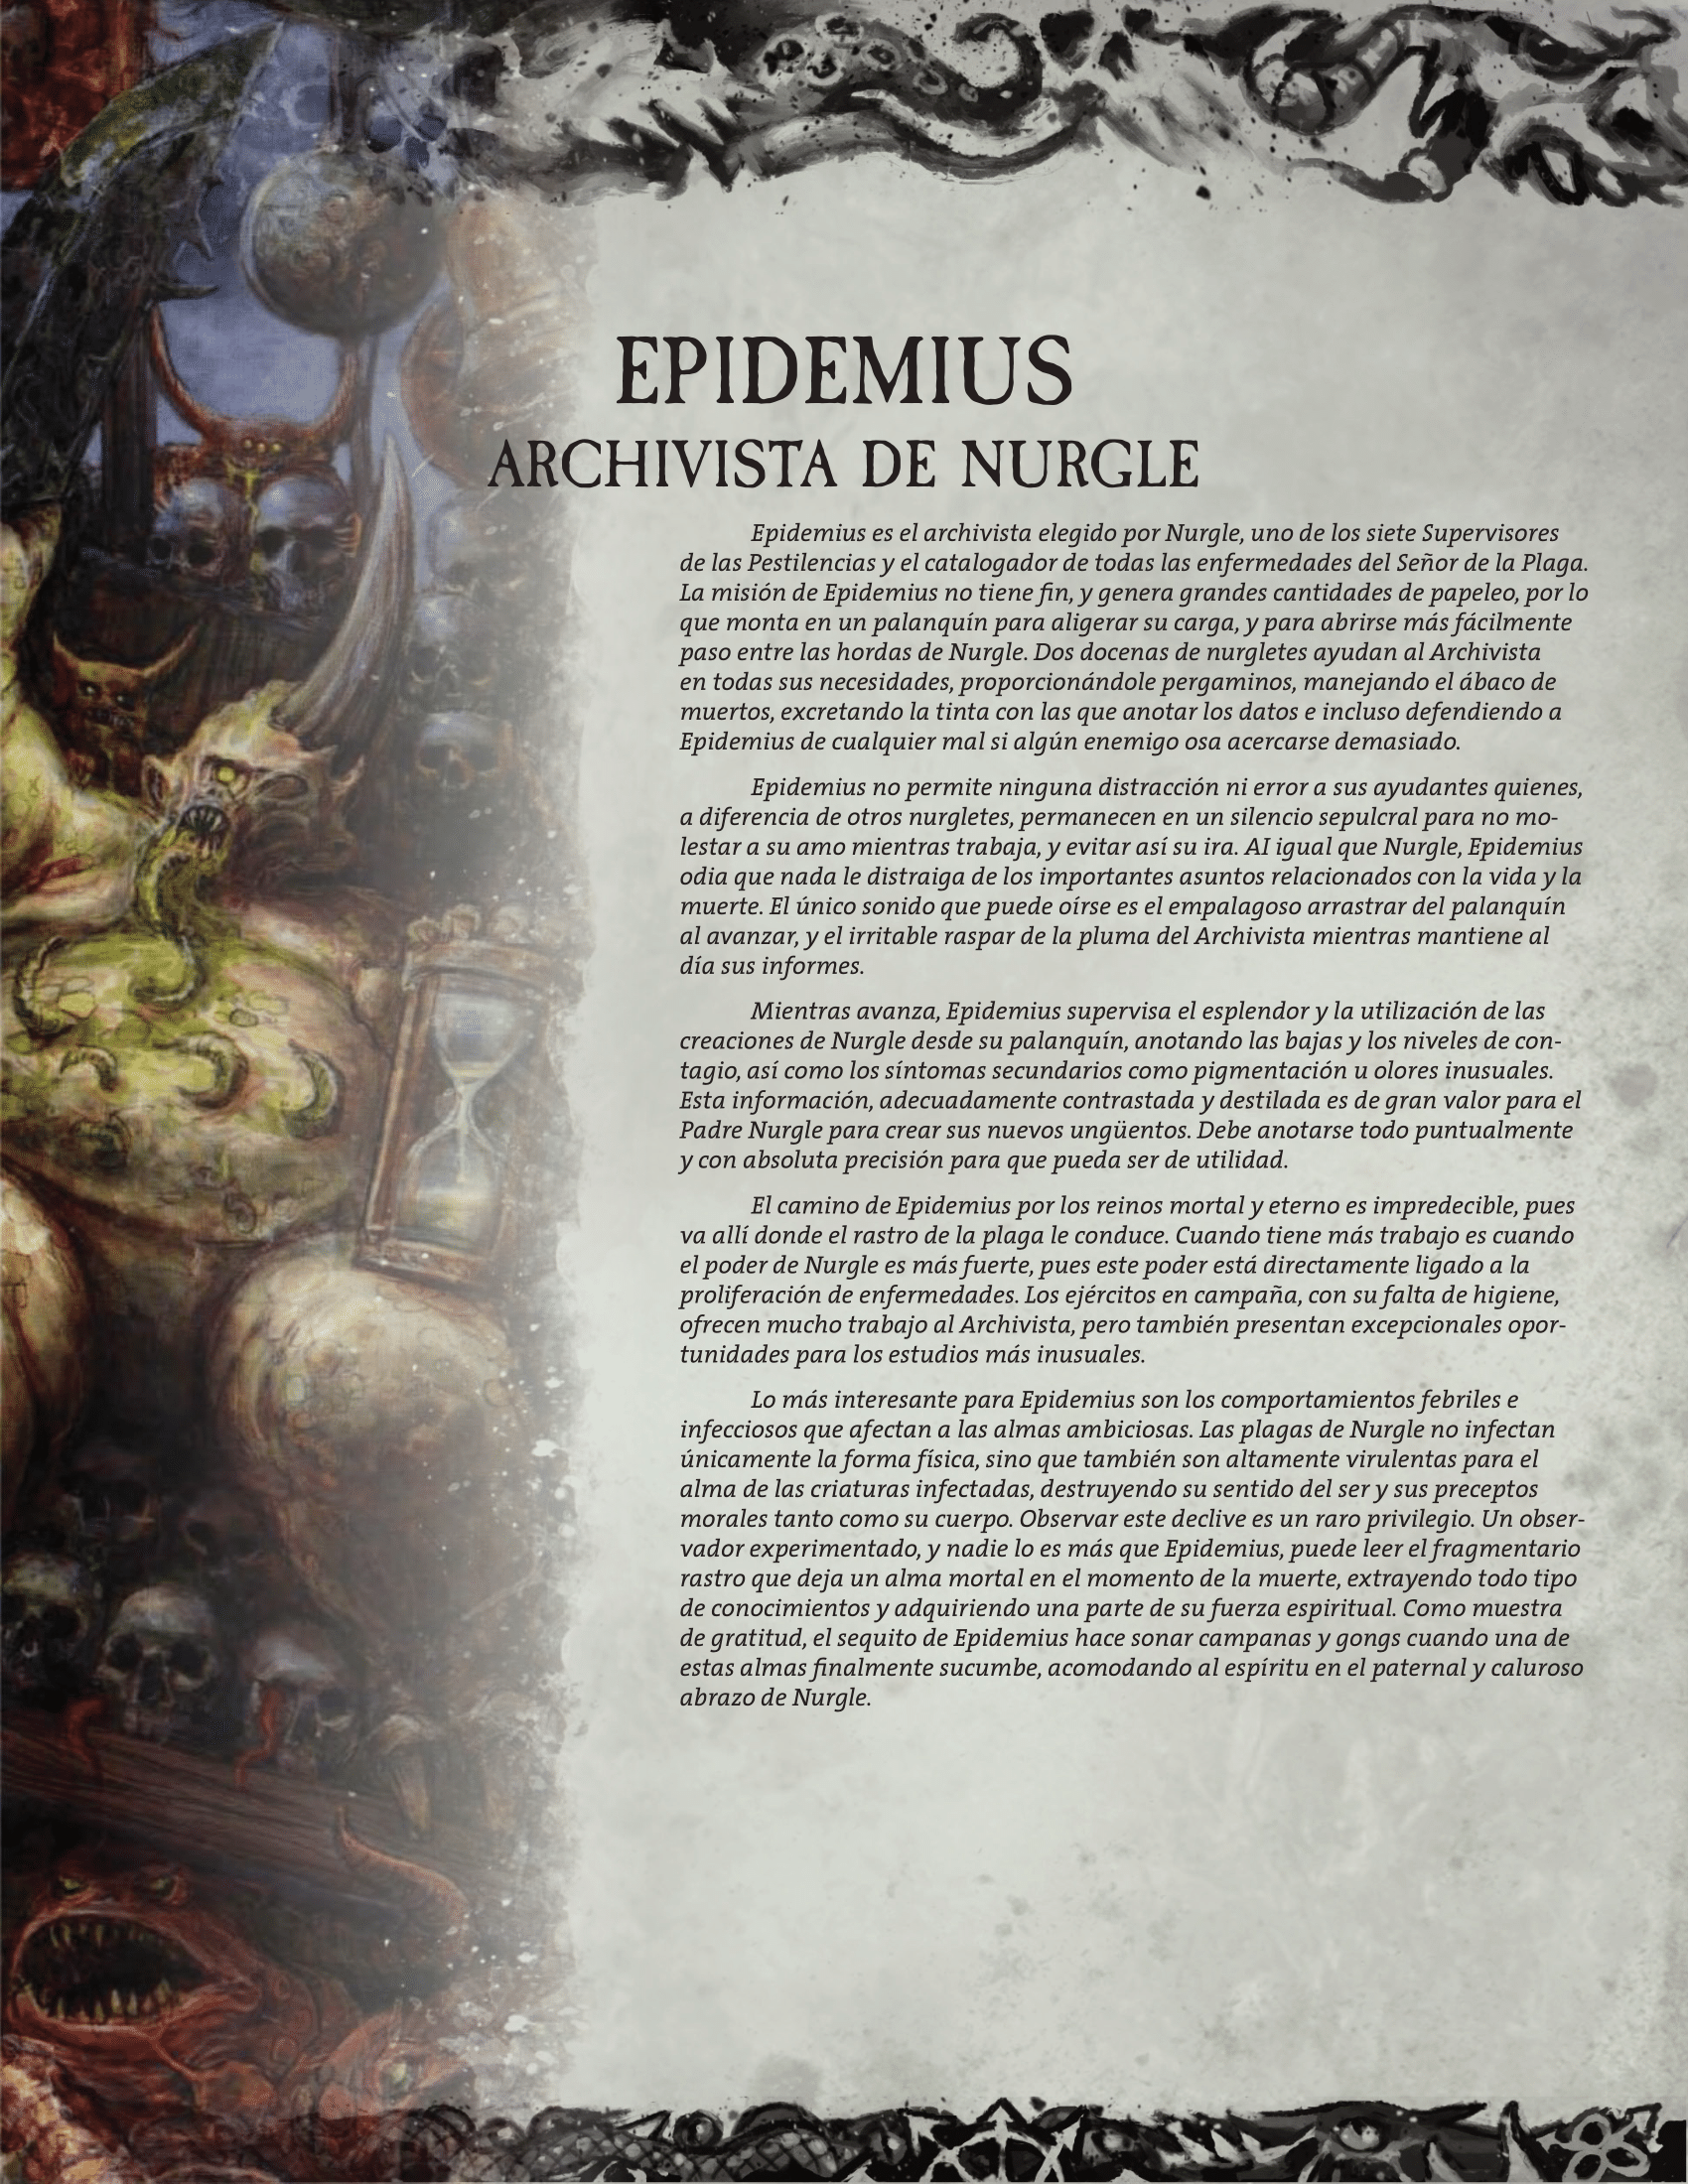 EPIDEMIUS
ARCHIVISTA DE NURGLE
Epidemius es el archivista elegido por Nurgle, uno de los siete Supervisores
de las Pestilencias y el catalogador de todas las enfermedades del Señor de la Plaga.
La misión de Epidemius no tiene fin, y genera grandes cantidades de papeleo, por lo
que monta en un palanquín para aligerar su carga, y para abrirse más fácilmente
paso entre las hordas de Nurgle. Dos docenas de nurgletes ayudan al Archivista
en todas sus necesidades, proporcionándole pergaminos, manejando el ábaco de
muertos, excretando la tinta con las que anotar los datos e incluso defendiendo a
Epidemius de cualquier mal si algún enemigo osa acercarse demasiado.
Epidemius no permite ninguna distracción ni error a sus ayudantes quienes,
a diferencia de otros nurgletes, permanecen en un silencio sepulcral para no mo-
lestar a su amo mientras trabaja, y evitar así su ira. AI igual que Nurgle, Epidemius
odia que nada le distraiga de los importantes asuntos relacionados con la vida y la
muerte. El único sonido que puede oírse es el empalagoso arrastrar del palanquín
al avanzar, y el irritable raspar de la pluma del Archivista mientras mantiene al
día sus informes.
Mientras avanza, Epidemius supervisa el esplendor y la utilización de las
creaciones de Nurgle desde su palanquín, anotando las bajas y los niveles de con-
tagio, así como los síntomas secundarios como pigmentación u olores inusuales.
Esta información, adecuadamente contrastada y destilada es de gran valor para el
Padre Nurgle para crear sus nuevos ungüentos. Debe anotarse todo puntualmente
y con absoluta precisión para que pueda ser de utilidad.
El camino de Epidemius por los reinos mortal y eterno es impredecible, pues
va allí donde el rastro de la plaga le conduce. Cuando tiene más trabajo es cuando
el poder de Nurgle es más fuerte, pues este poder está directamente ligado a la
proliferación de enfermedades. Los ejércitos en campaña, con su falta de higiene,
ofrecen mucho trabajo al Archivista, pero también presentan excepcionales opor-
tunidades para los estudios más inusuales.
Lo más interesante para Epidemius son los comportamientos febriles e
infecciosos que afectan a las almas ambiciosas. Las plagas de Nurgle no infectan
únicamente la forma física, sino que también son altamente virulentas para el
alma de las criaturas infectadas, destruyendo su sentido del ser y sus preceptos
morales tanto como su cuerpo. Observar este declive es un raro privilegio. Un obser-
vador experimentado, y nadie lo es más que Epidemius, puede leer el fragmentario
rastro que deja un alma mortal en el momento de la muerte, extrayendo todo tipo
de conocimientos y adquiriendo una parte de su fuerza espiritual. Como muestra
de gratitud, el sequito de Epidemius hace sonar campanas y gongs cuando una de
estas almas finalmente sucumbe, acomodando al espíritu en el paternal y caluroso
abrazo de Nurgle.